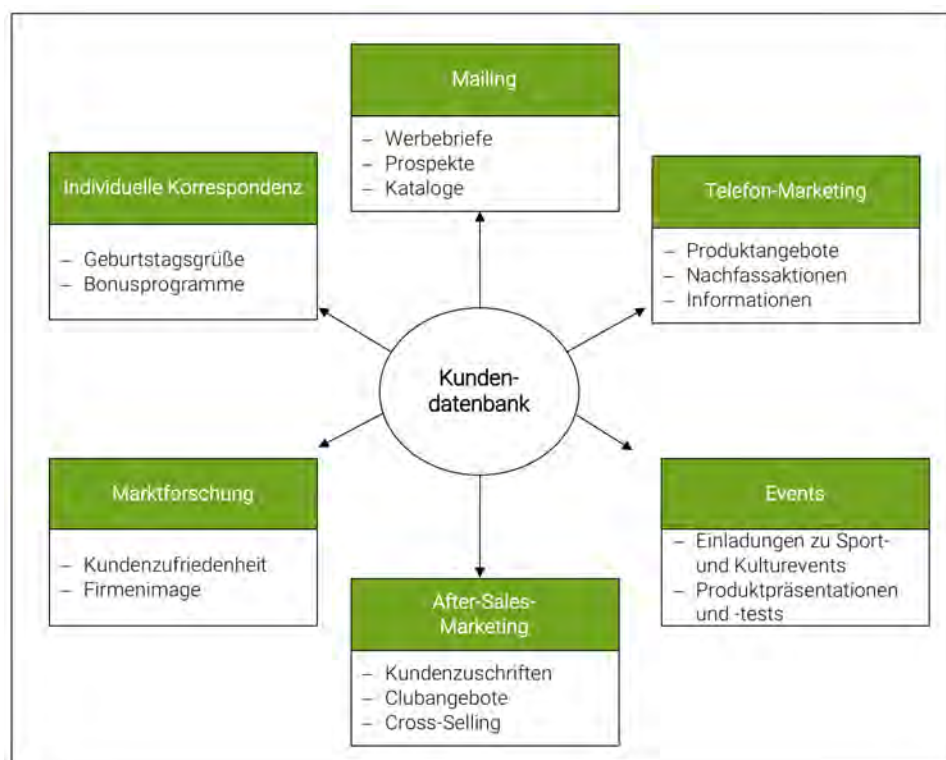 Mailing
– Werbebriefe
– Prospekte
– Kataloge
Individuelle Korrespondenz
– Geburtstagsgrüße
– Bonusprogramme
Telefon-Marketing
– Produktangebote
– Nachfassaktionen
– Informationen
Kunden-
datenbank
Marktforschung
– Kundenzufriedenheit
– Firmenimage
After-Sales-
Marketing
– Kundenzuschriften
– Clubangebote
– Cross-Selling
Events
– Einladungen zu Sport-
und Kulturevents
– Produktpräsentationen
und -tests